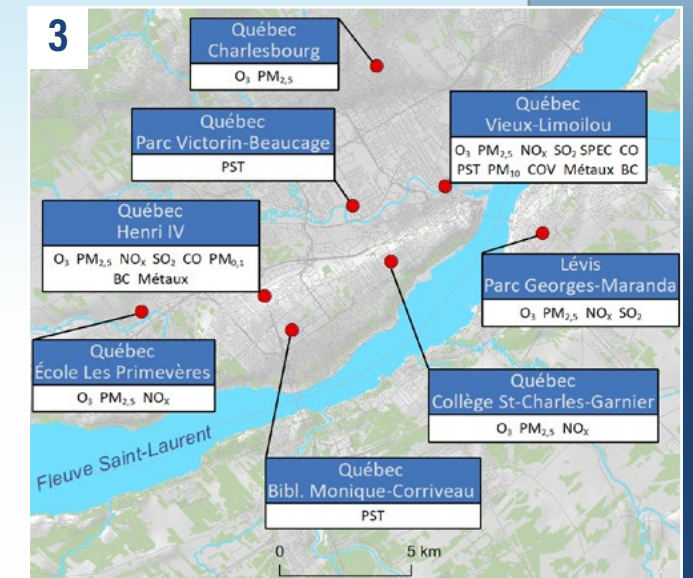 3
Québec
Charlesbourg
O₃ PM₂,₅
Québec
Parc Victorin-Beaucage
PST
Québec
Vieux-Limoilou
O₃ PM₂,₅ NOₓ SO₂ SPEC CO
PST PM₁₀ COV Métaux BC
Québec
Henri IV
O₃ PM₂,₅ NOₓ SO₂ CO PM₀,₁
BC Métaux
Lévis
Parc Georges-Maranda
O₃ PM₂,₅ NOₓ SO₂
Québec
École Les Primevères
O₃ PM₂,₅ NOₓ
Québec
Collège St-Charles-Garnier
O₃ PM₂,₅ NOₓ
Fleuve Saint-Laurent
Québec
Bibl. Monique-Corriveau
PST
0 5 km